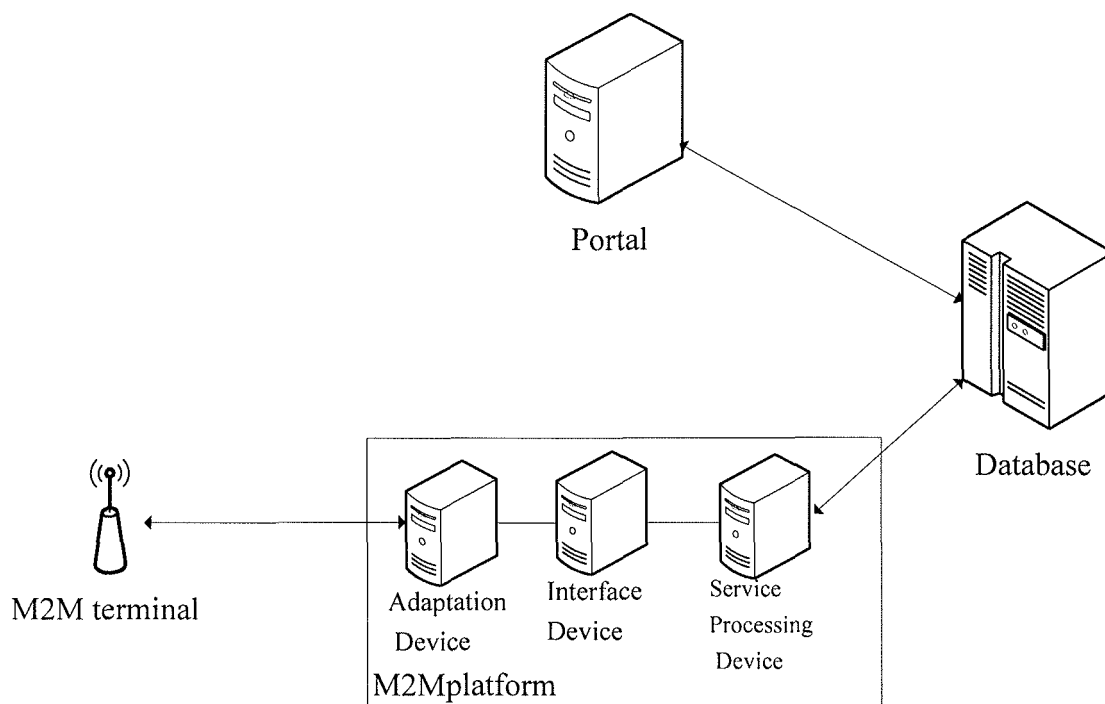 Portal
Database
M2M terminal
Adaptation
Device
Interface
Device
Service
Processing
Device
M2Mplatform